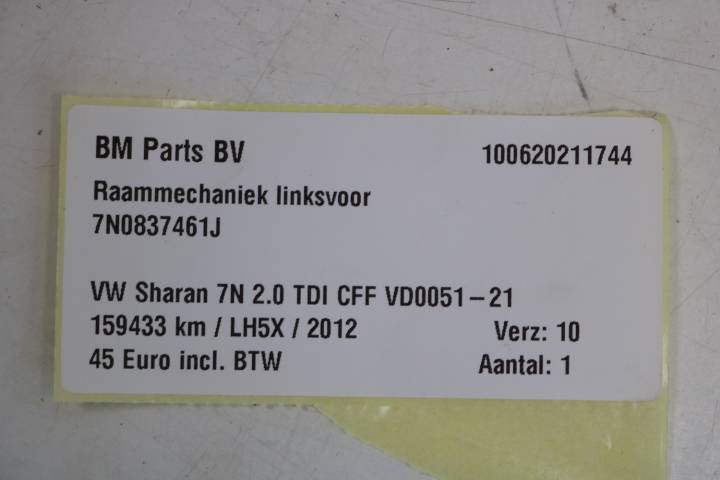 BM Parts BV 100620211744
Raammechaniek linksvoor
7N0837461J
VW Sharan 7N 2.0 TDI CFF VD0051-21
159433 km / LH5X / 2012 Verz: 10
45 Euro incl. BTW Aantal: 1